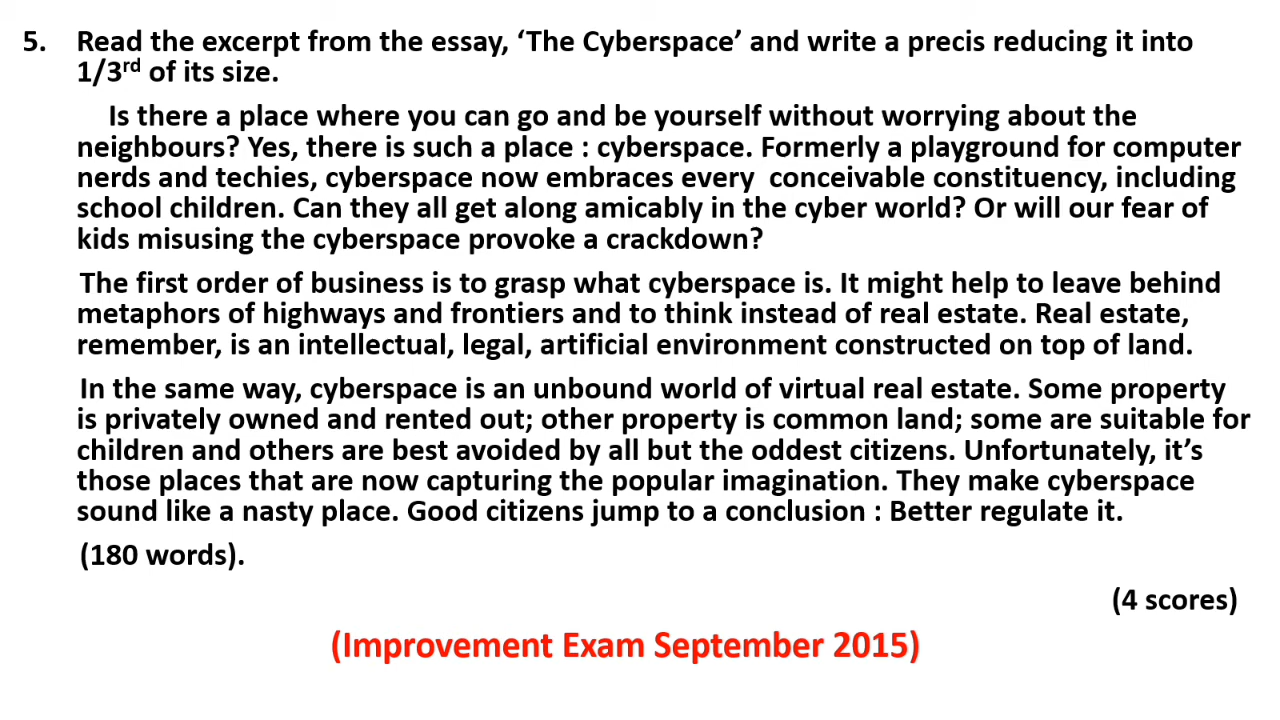 5. Read the excerpt from the essay, ‘The Cyberspace’ and write a precis reducing it into
1/3rd of its size.
Is there a place where you can go and be yourself without worrying about the
neighbours? Yes, there is such a place : cyberspace. Formerly a playground for computer
nerds and techies, cyberspace now embraces every conceivable constituency, including
school children. Can they all get along amicably in the cyber world? Or will our fear of
kids misusing the cyberspace provoke a crackdown?
The first order of business is to grasp what cyberspace is. It might help to leave behind
metaphors of highways and frontiers and to think instead of real estate. Real estate,
remember, is an intellectual, legal, artificial environment constructed on top of land.
In the same way, cyberspace is an unbound world of virtual real estate. Some property
is privately owned and rented out; other property is common land; some are suitable for
children and others are best avoided by all but the oddest citizens. Unfortunately, it’s
those places that are now capturing the popular imagination. They make cyberspace
sound like a nasty place. Good citizens jump to a conclusion : Better regulate it.
(180 words).
(4 scores)
(Improvement Exam September 2015)